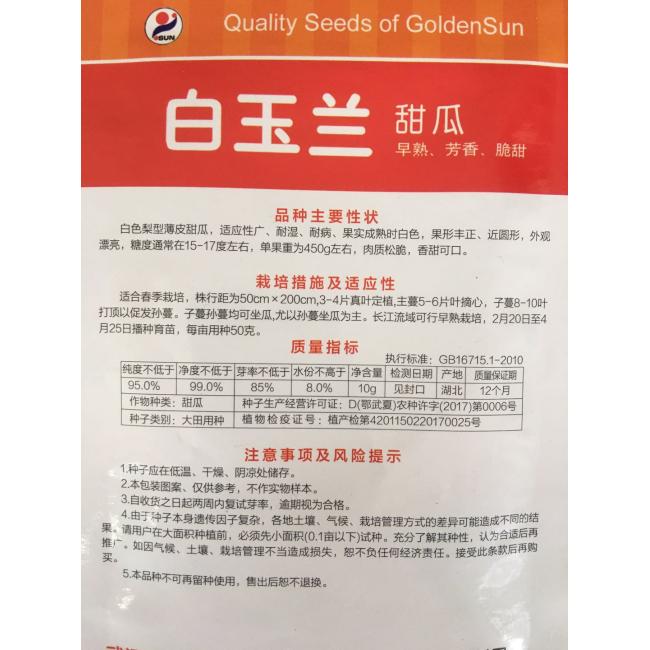 SUN
Quality Seeds of GoldenSun
白玉兰 甜瓜
早熟、芳香、脆甜
品种主要性状
白色梨型薄皮甜瓜，适应性广、耐湿、耐病、果实成熟时白色，果形丰正、近圆形，外观
漂亮，糖度通常在15-17度左右，单果重为450g左右，肉质松脆，香甜可口。
栽培措施及适应性
适合春季栽培，株行距为50cm×200cm,3-4片真叶定植,主蔓5-6片叶摘心，子蔓8-10叶
打顶以促发孙蔓。子蔓孙蔓均可坐瓜,尤以孙蔓坐瓜为主。长江流域可行早熟栽培，2月20日至4
月25日播种育苗，每亩用种50克。
质量指标
执行标准：GB16715.1-2010
纯度不低于 净度不低于 芽率不低于 水份不高于 净含量 检测日期 产地 质量保证期
95.0% 99.0% 85% 8.0% 10g 见封口 湖北 12个月
作物种类：甜瓜 种子生产经营许可证：D(鄂武夏)农种许字(2017)第0006号
种子类别：大田用种 植物检疫证号：植产检第4201150220170025号
注意事项及风险提示
1.种子应在低温、干燥、阴凉处储存。
2.本包装图案、仅供参考，不作实物样本。
3.自收货之日起两周内复试芽率，逾期视为合格。
4.由于种子本身遗传因子复杂，各地土壤、气候、栽培管理方式的差异可能造成不同的结
果。请用户在大面积种植前，必须先小面积(0.1亩以下)试种。充分了解其种性，认为合适后再
推广。如因气候、土壤、栽培管理不当造成损失，恕不负任何经济责任。接受此条款后再购
买。
5.本品种不可再留种使用，售出后恕不退换。